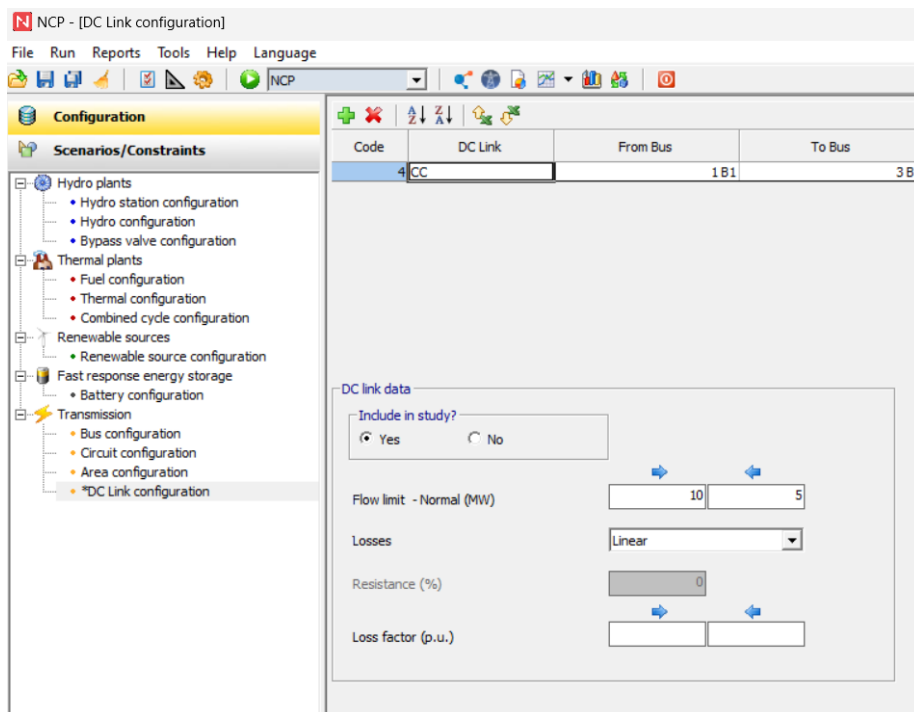 NCP - [DC Link configuration]
File Run Reports Tools Help Language
NCP
Configuration
Scenarios/Constraints
Hydro plants
Hydro station configuration
Hydro configuration
Bypass valve configuration
Thermal plants
Fuel configuration
Thermal configuration
Combined cycle configuration
Renewable sources
Renewable source configuration
Fast response energy storage
Battery configuration
Transmission
Bus configuration
Circuit configuration
Area configuration
*DC Link configuration
Code DC Link From Bus To Bus
4 CC 1 B1 3 B
DC link data
Include in study?
Yes No
Flow limit - Normal (MW) 10 5
Losses Linear
Resistance (%) 0
Loss factor (p.u.)